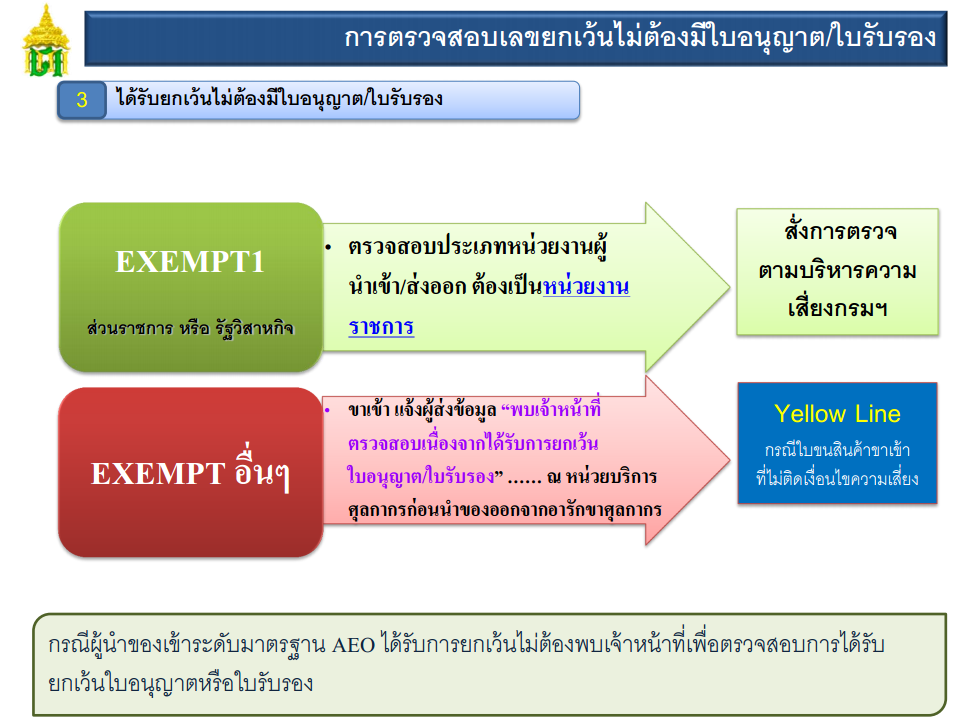 การตรวจสอบเลขยกเว้นไม่ต้องมีใบอนุญาต/ใบรับรอง
3 ได้รับยกเว้นไม่ต้องมีใบอนุญาต/ใบรับรอง
EXEMPT1
ส่วนราชการ หรือ รัฐวิสาหกิจ
• ตรวจสอบประเภทหน่วยงานผู้
นำเข้า/ส่งออก ต้องเป็นหน่วยงาน
ราชการ
สั่งการตรวจ
ตามบริหารความ
เสี่ยงกรมฯ
EXEMPT อื่นๆ
• ขาเข้า แจ้งผู้ส่งข้อมูล “พบเจ้าหน้าที่
ตรวจสอบเนื่องจากได้รับการยกเว้น
ใบอนุญาต/ใบรับรอง” ...... ณ หน่วยบริการ
ศุลกากรก่อนนำของออกจากอารักขาศุลกากร
Yellow Line
กรณีใบขนสินค้าขาเข้า
ที่ไม่ติดเงื่อนไขความเสี่ยง
กรณีผู้นำของเข้าระดับมาตรฐาน AEO ได้รับการยกเว้นไม่ต้องพบเจ้าหน้าที่เพื่อตรวจสอบการได้รับ
ยกเว้นใบอนุญาตหรือใบรับรอง